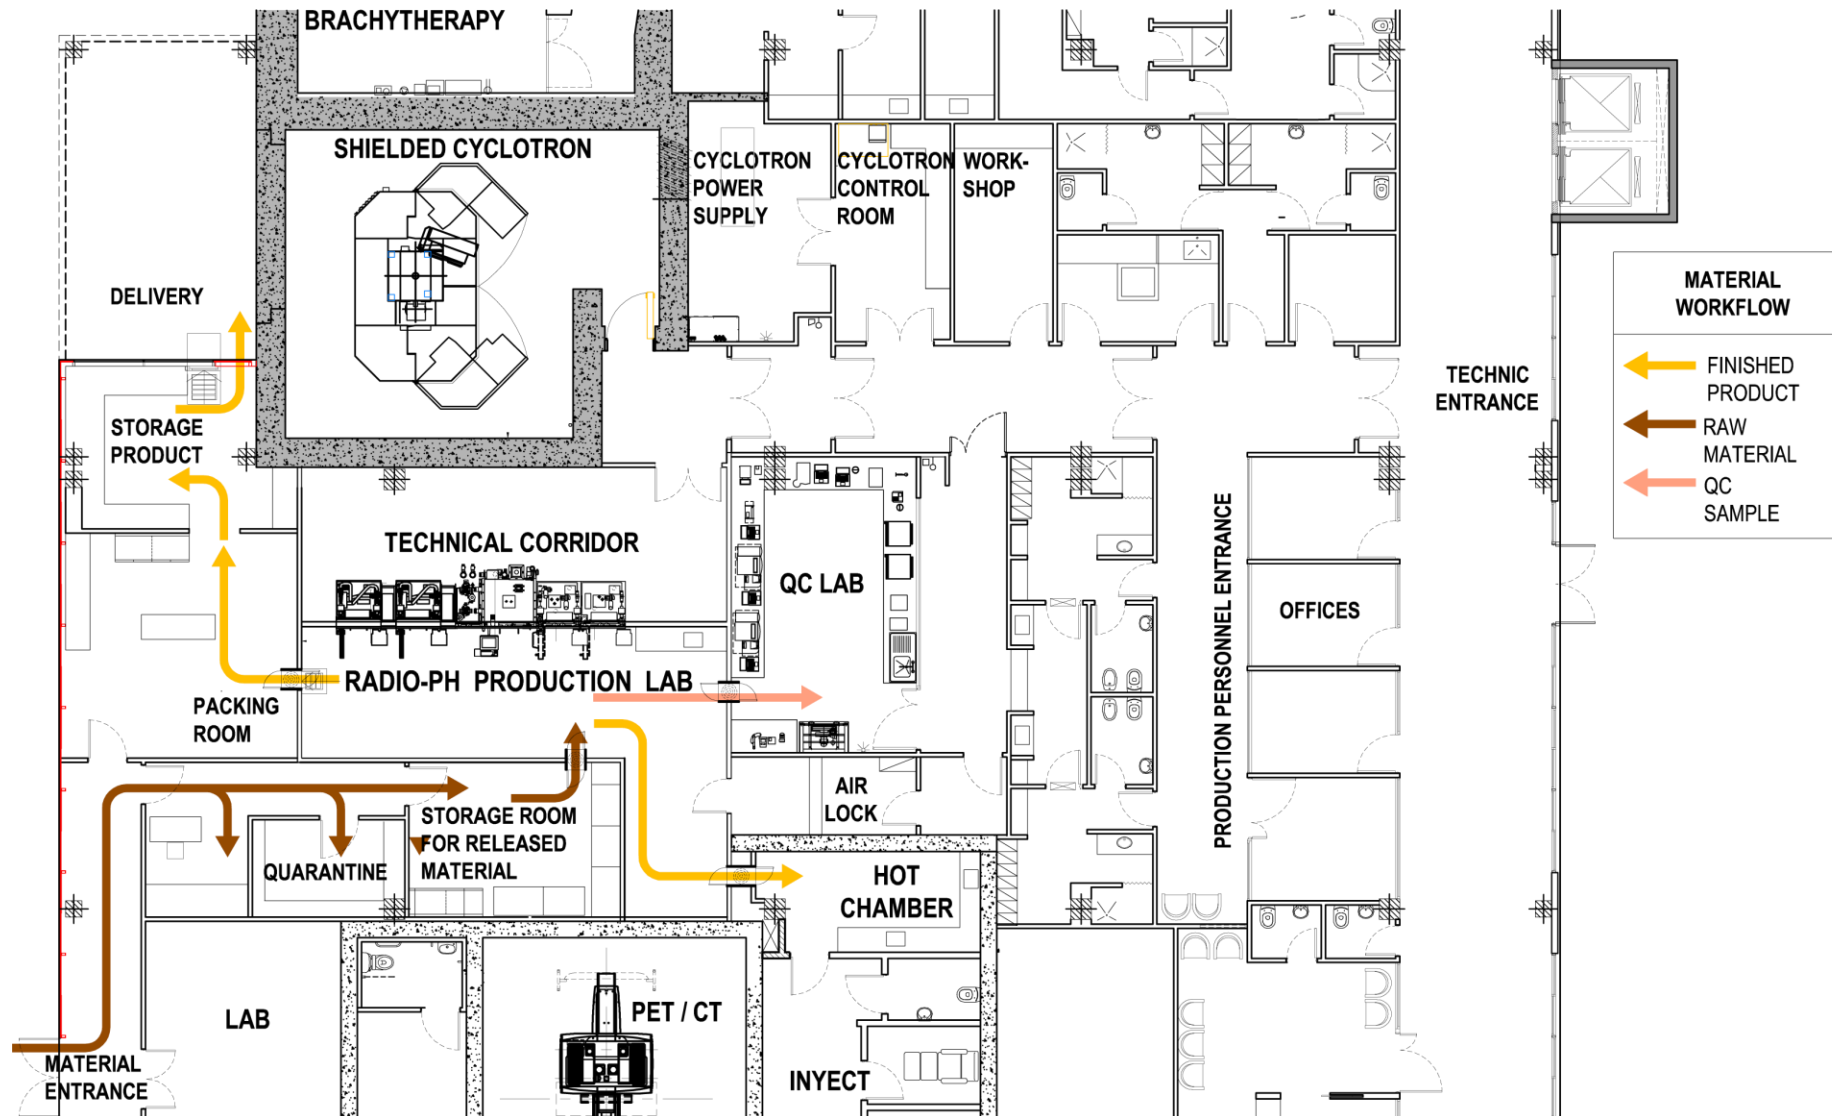 BRACHYTHERAPY
SHIELDED CYCLOTRON
CYCLOTRON
POWER
SUPPLY
CYCLOTRON
CONTROL
ROOM
WORK-
SHOP
DELIVERY
MATERIAL
WORKFLOW
FINISHED
PRODUCT
RAW
MATERIAL
QC
SAMPLE
TECHNIC
ENTRANCE
STORAGE
PRODUCT
TECHNICAL CORRIDOR
QC LAB
PRODUCTION PERSONNEL ENTRANCE
OFFICES
RADIO-PH PRODUCTION LAB
PACKING
ROOM
AIR
LOCK
STORAGE ROOM
FOR RELEASED
MATERIAL
QUARANTINE
HOT
CHAMBER
LAB
PET / CT
MATERIAL
ENTRANCE
INYECT